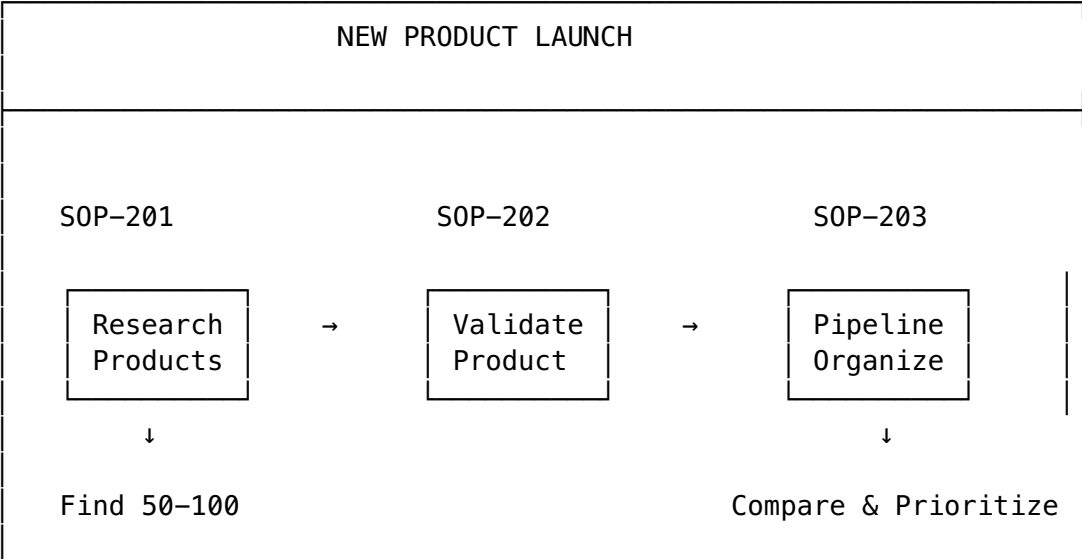 NEW PRODUCT LAUNCH
SOP-201 SOP-202 SOP-203
Research → Validate → Pipeline
Products Product Organize
↓ ↓
Find 50-100 Compare & Prioritize